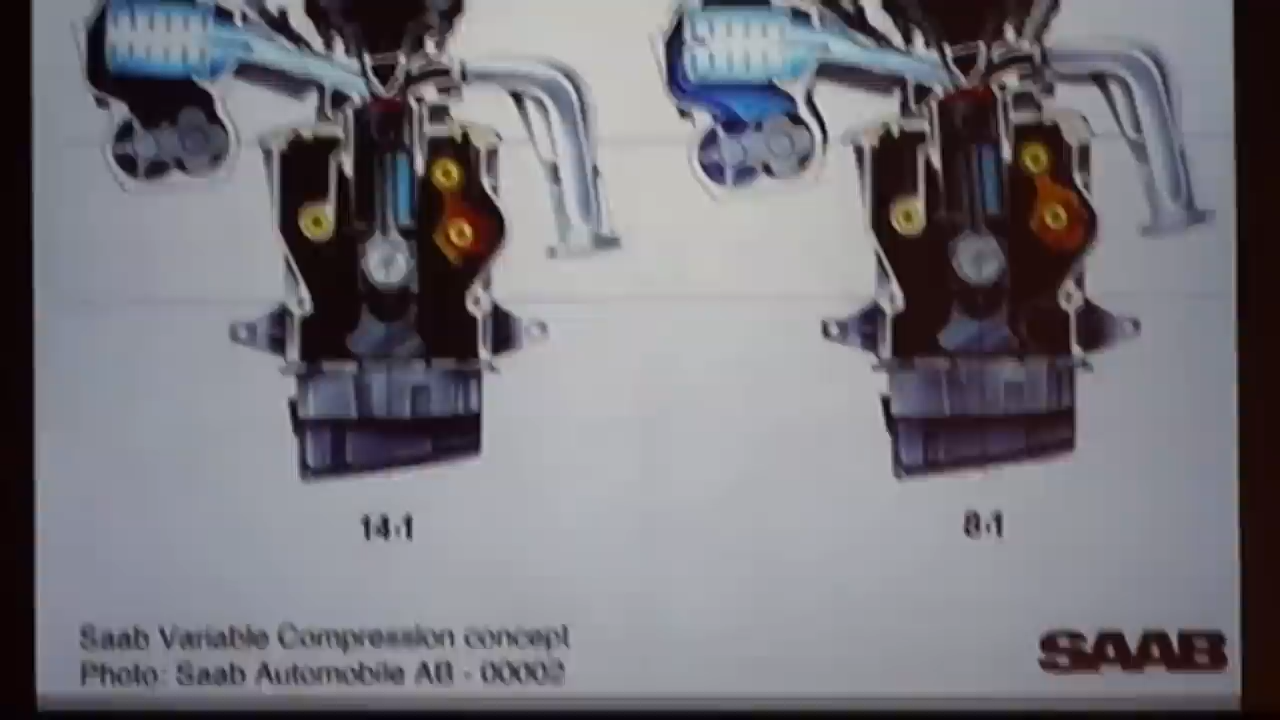 14:1
8:1
Saab Variable Compression concept
Photo: Saab Automobile AB - 00002
SAAB